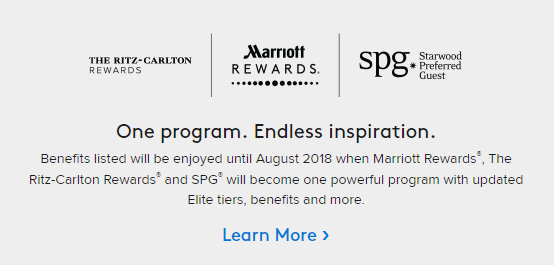 THE RITZ-CARLTON
REWARDS
Marriott
REWARDS®
spg*
Starwood
Preferred
Guest
One program. Endless inspiration.
Benefits listed will be enjoyed until August 2018 when Marriott Rewards®, The
Ritz-Carlton Rewards® and SPG® will become one powerful program with updated
Elite tiers, benefits and more.
Learn More ›